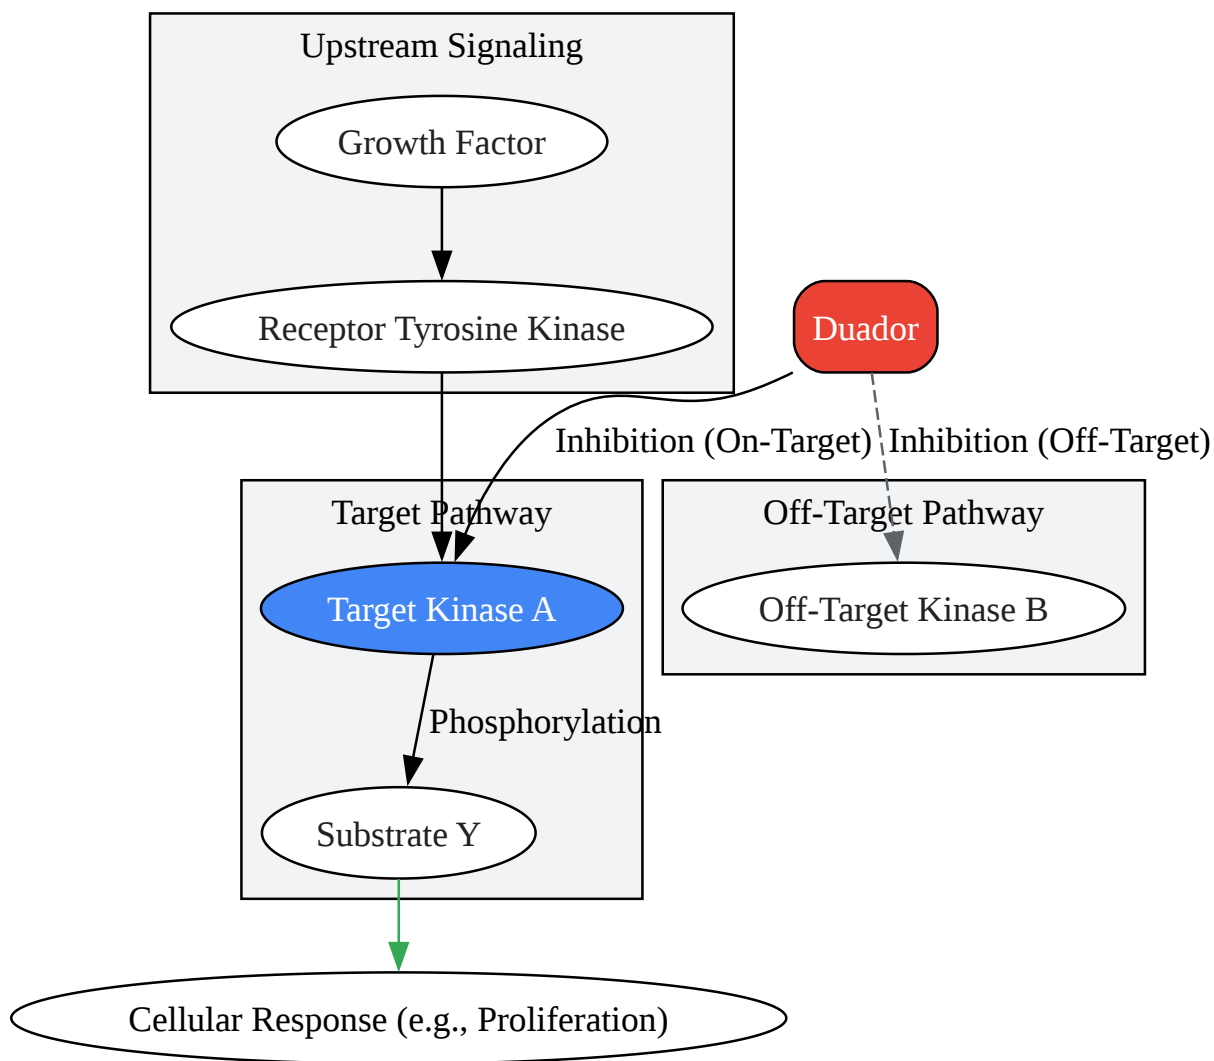 Upstream Signaling
Growth Factor
Receptor Tyrosine Kinase
Duador
Inhibition (On-Target)
Inhibition (Off-Target)
Target Pathway
Off-Target Pathway
Target Kinase A
Off-Target Kinase B
Phosphorylation
Substrate Y
Cellular Response (e.g., Proliferation)